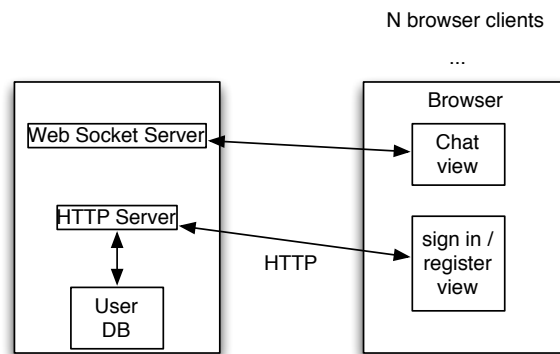 N browser clients
...
Browser
Web Socket Server
Chat
view
HTTP Server
HTTP
sign in /
register
view
User
DB